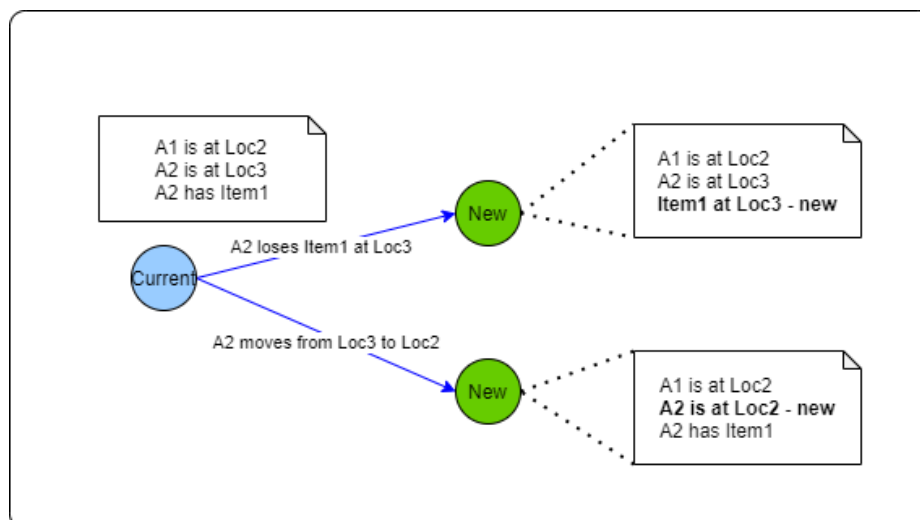 A1 is at Loc2
A2 is at Loc3
A2 has Item1
Current
A2 loses Item1 at Loc3
New
A1 is at Loc2
A2 is at Loc3
Item1 at Loc3 - new
A2 moves from Loc3 to Loc2
New
A1 is at Loc2
A2 is at Loc2 - new
A2 has Item1